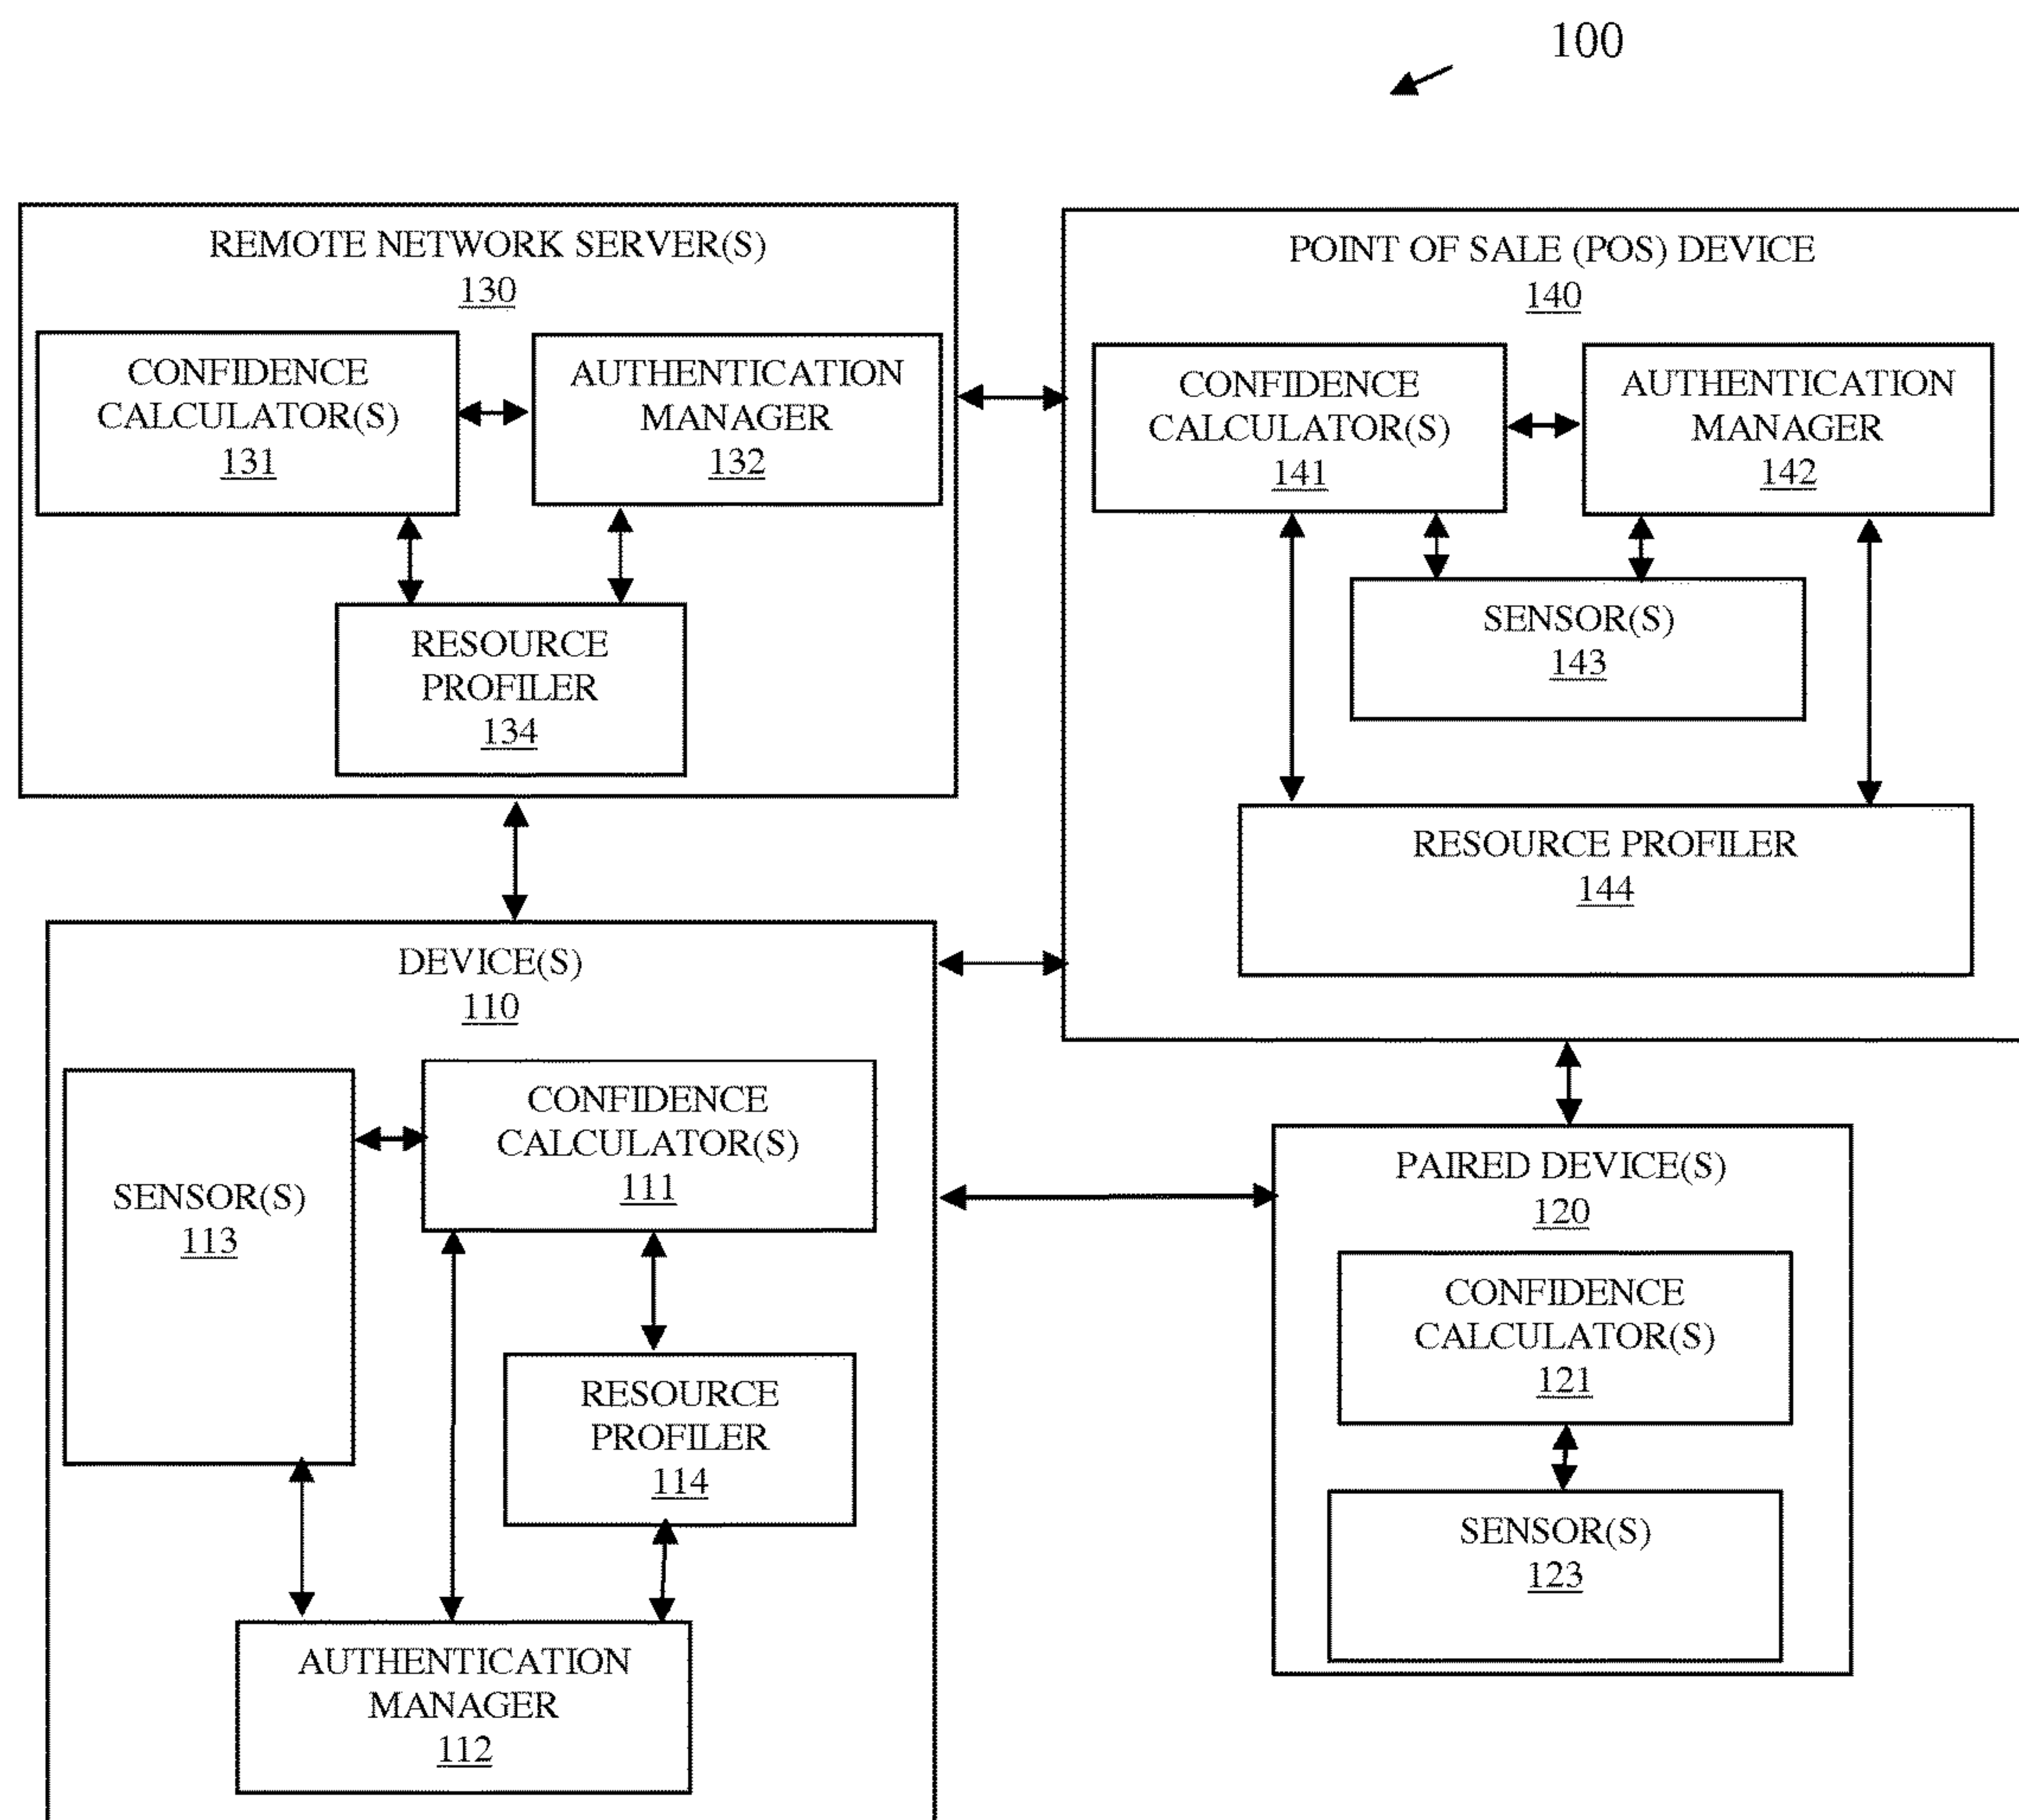 100
REMOTE NETWORK SERVER(S)
130
CONFIDENCE
CALCULATOR(S)
131
AUTHENTICATION
MANAGER
132
RESOURCE
PROFILER
134
POINT OF SALE (POS) DEVICE
140
CONFIDENCE
CALCULATOR(S)
141
AUTHENTICATION
MANAGER
142
SENSOR(S)
143
RESOURCE PROFILER
144
DEVICE(S)
110
SENSOR(S)
113
CONFIDENCE
CALCULATOR(S)
111
RESOURCE
PROFILER
114
AUTHENTICATION
MANAGER
112
PAIRED DEVICE(S)
120
CONFIDENCE
CALCULATOR(S)
121
SENSOR(S)
123